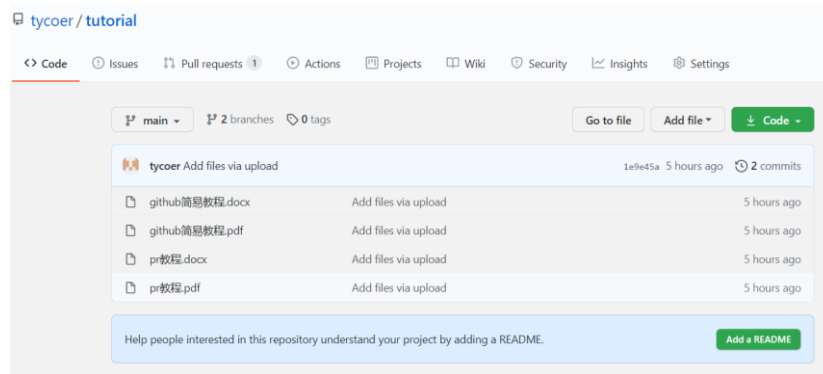 tycoer / tutorial
Code Issues Pull requests 1 Actions Projects Wiki Security Insights Settings
main 2 branches 0 tags Go to file Add file Code
tycoer Add files via upload 1e9e45a 5 hours ago 2 commits
github简易教程.docx Add files via upload 5 hours ago
github简易教程.pdf Add files via upload 5 hours ago
pr教程.docx Add files via upload 5 hours ago
pr教程.pdf Add files via upload 5 hours ago
Help people interested in this repository understand your project by adding a README. Add a README